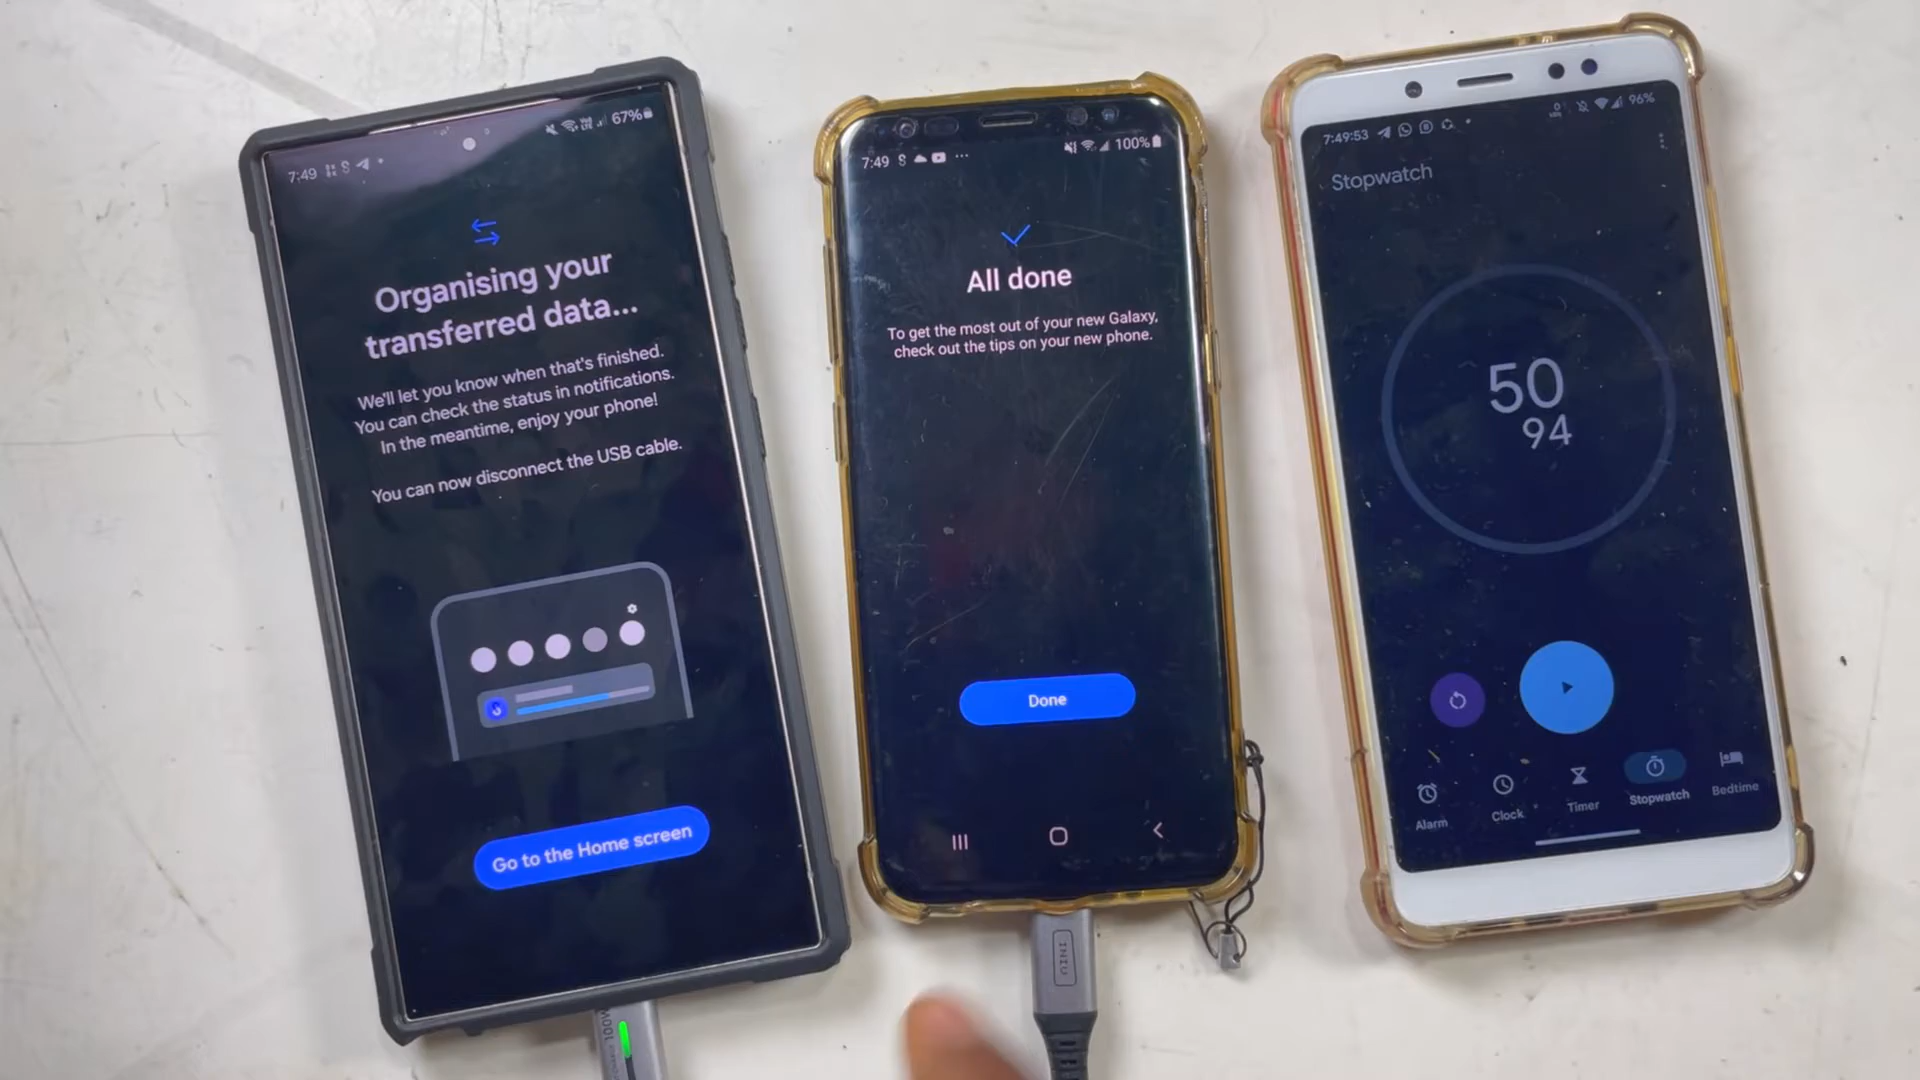 7:49
67%
Organising your
transferred data...
We'll let you know when that's finished.
You can check the status in notifications.
In the meantime, enjoy your phone!
You can now disconnect the USB cable.
Go to the Home screen
100W
7:49
100%
All done
To get the most out of your new Galaxy,
check out the tips on your new phone.
Done
INIU
7:49:53
96%
Stopwatch
50
94
Alarm
Clock
Timer
Stopwatch
Bedtime